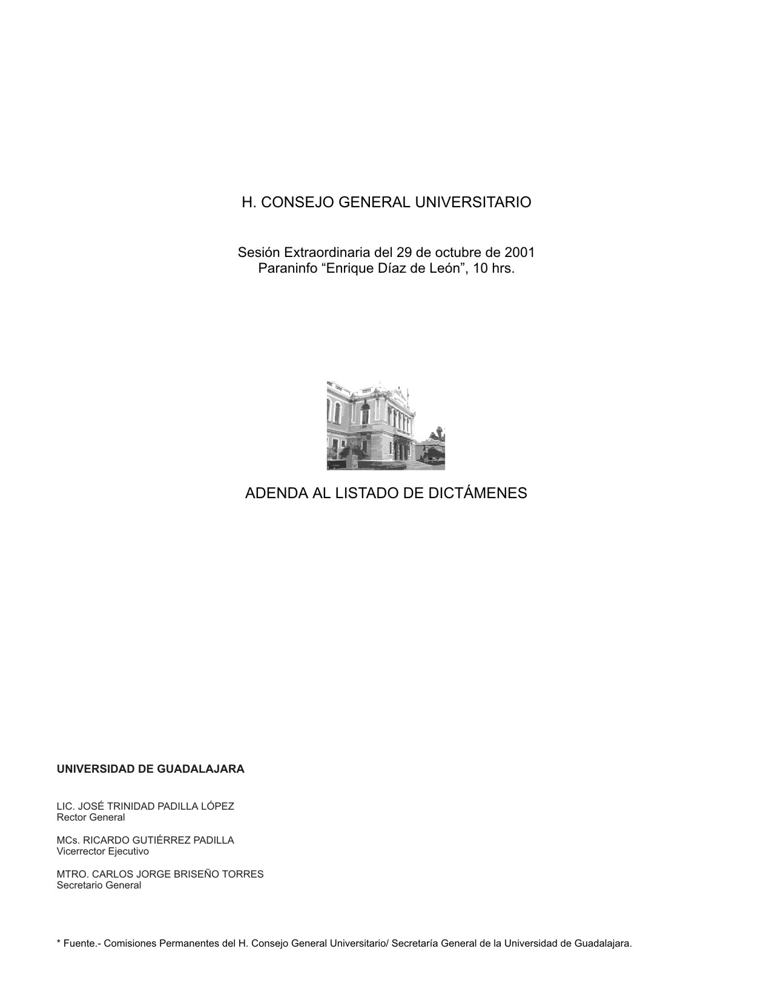 H. CONSEJO GENERAL UNIVERSITARIO
Sesión Extraordinaria del 29 de octubre de 2001
Paraninfo “Enrique Díaz de León”, 10 hrs.
ADENDA AL LISTADO DE DICTÁMENES
UNIVERSIDAD DE GUADALAJARA
LIC. JOSÉ TRINIDAD PADILLA LÓPEZ
Rector General
MCs. RICARDO GUTIÉRREZ PADILLA
Vicerrector Ejecutivo
MTRO. CARLOS JORGE BRISEÑO TORRES
Secretario General
* Fuente.- Comisiones Permanentes del H. Consejo General Universitario/ Secretaría General de la Universidad de Guadalajara.